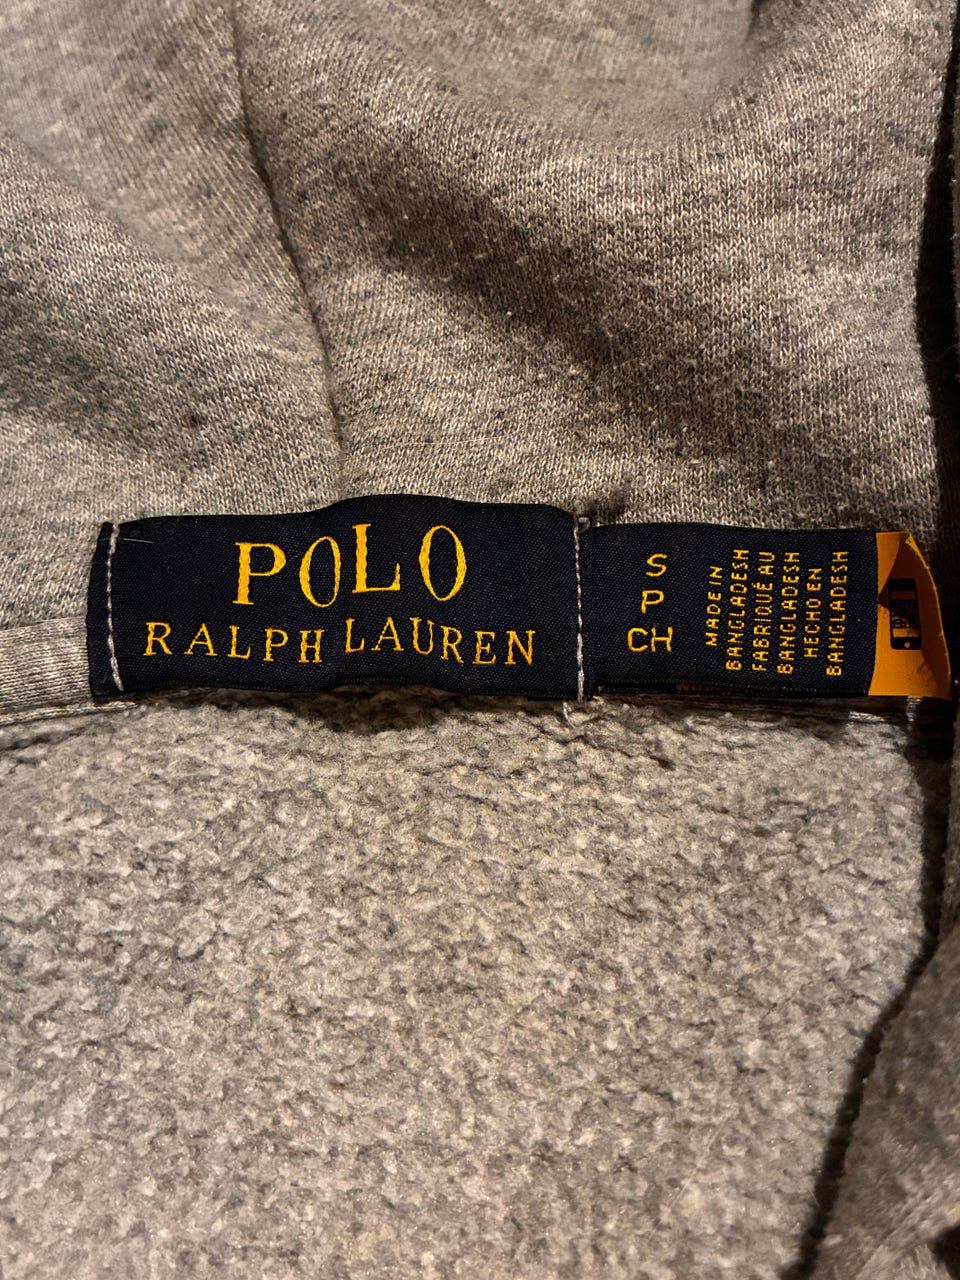 POLO
RALPH LAUREN
S
P
CH
MADE IN
BANGLADESH
FABRIQUÉ AU
BANGLADESH
HECHO EN
BANGLADESH